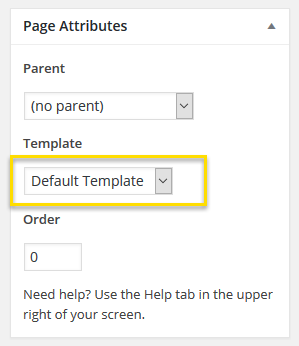 Page Attributes
Parent
(no parent)
Template
Default Template
Order
0
Need help? Use the Help tab in the upper
right of your screen.